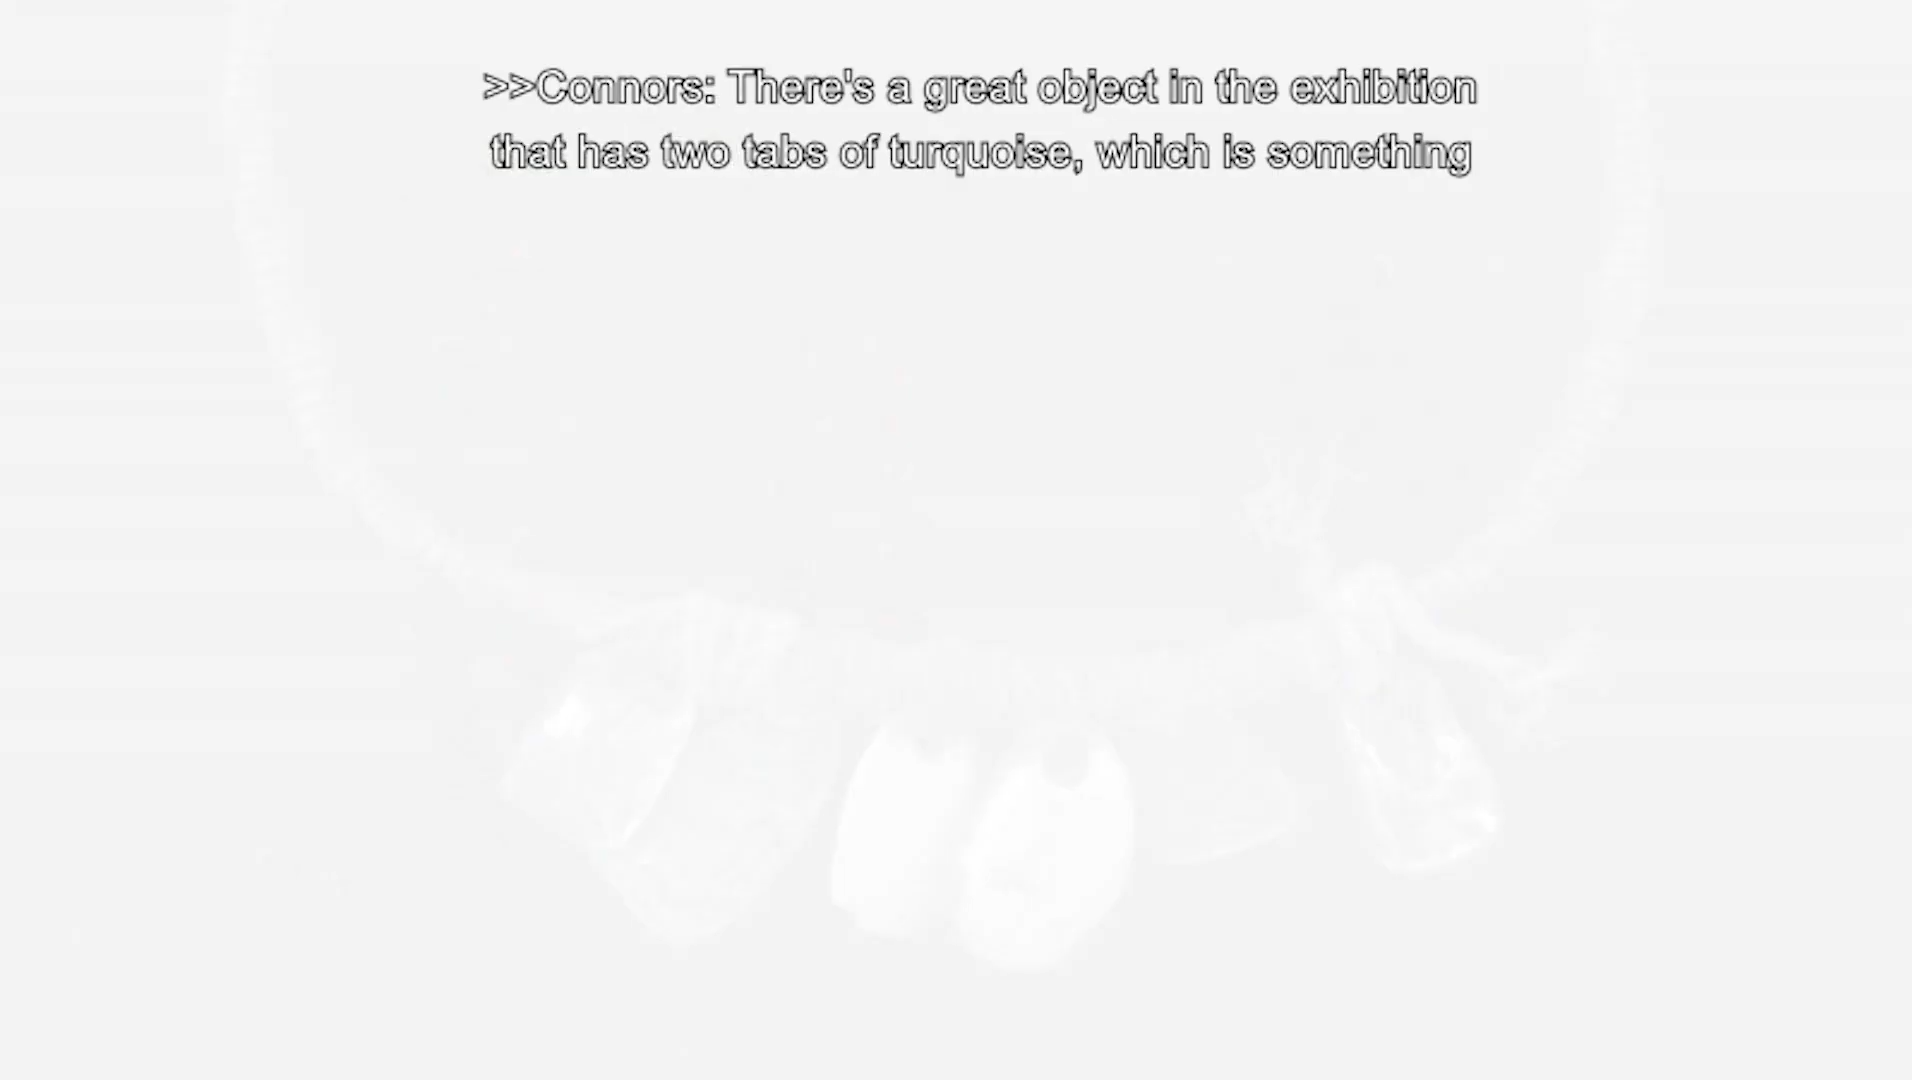 >>Connors: There's a great object in the exhibition
that has two tabs of turquoise, which is something